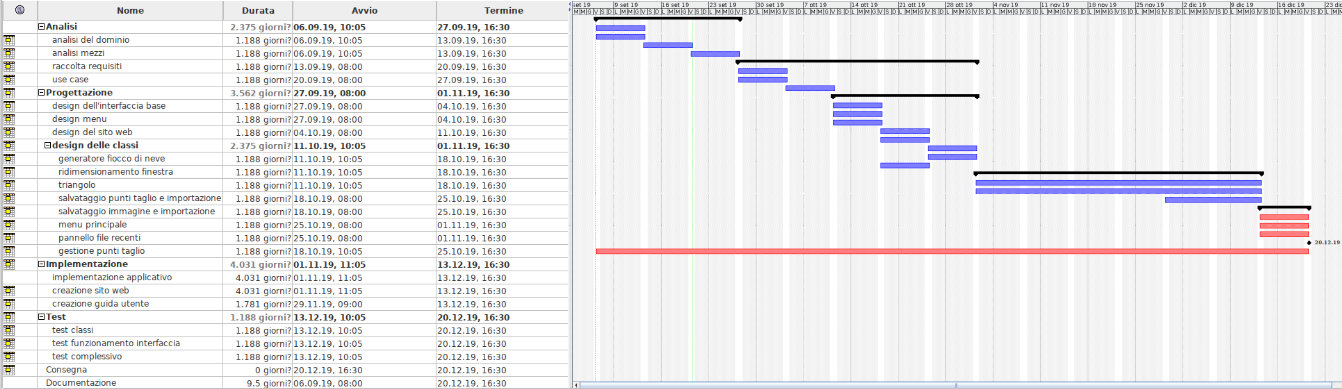 Nome Durata Avvio Termine
Analisi 2.375 giorni? 06.09.19, 10:05 27.09.19, 16:30
analisi del dominio 1.188 giorni? 06.09.19, 10:05 13.09.19, 16:30
analisi mezzi 1.188 giorni? 06.09.19, 10:05 13.09.19, 16:30
raccolta requisiti 1.188 giorni? 13.09.19, 08:00 20.09.19, 16:30
use case 1.188 giorni? 20.09.19, 08:00 27.09.19, 16:30
Progettazione 3.562 giorni? 27.09.19, 08:00 01.11.19, 16:30
design dell'interfaccia base 1.188 giorni? 27.09.19, 08:00 04.10.19, 16:30
design menu 1.188 giorni? 27.09.19, 08:00 04.10.19, 16:30
design del sito web 1.188 giorni? 04.10.19, 08:00 11.10.19, 16:30
design delle classi 2.375 giorni? 11.10.19, 10:05 01.11.19, 16:30
generatore fiocco di neve 1.188 giorni? 11.10.19, 10:05 18.10.19, 16:30
ridimensionamento finestra 1.188 giorni? 11.10.19, 10:05 18.10.19, 16:30
triangolo 1.188 giorni? 11.10.19, 10:05 18.10.19, 16:30
salvataggio punti taglio e importazione 1.188 giorni? 18.10.19, 08:00 25.10.19, 16:30
salvataggio immagine e importazione 1.188 giorni? 18.10.19, 08:00 25.10.19, 16:30
menu principale 1.188 giorni? 25.10.19, 08:00 01.11.19, 16:30
pannello file recenti 1.188 giorni? 25.10.19, 08:00 01.11.19, 16:30
gestione punti taglio 1.188 giorni? 18.10.19, 10:05 25.10.19, 16:30
Implementazione 4.031 giorni? 01.11.19, 11:05 13.12.19, 16:30
implementazione applicativo 4.031 giorni? 01.11.19, 11:05 13.12.19, 16:30
creazione sito web 4.031 giorni? 01.11.19, 11:05 13.12.19, 16:30
creazione guida utente 1.781 giorni? 29.11.19, 09:00 13.12.19, 16:30
Test 1.188 giorni? 13.12.19, 10:05 20.12.19, 16:30
test classi 1.188 giorni? 13.12.19, 10:05 20.12.19, 16:30
test funzionamento interfaccia 1.188 giorni? 13.12.19, 10:05 20.12.19, 16:30
test complessivo 1.188 giorni? 13.12.19, 10:05 20.12.19, 16:30
Consegna 0 giorni? 20.12.19, 16:30 20.12.19, 16:30
Documentazione 9.5 giorni? 06.09.19, 08:00 20.12.19, 16:30
set 19 9 set 19 16 set 19 23 set 19 30 set 19 7 ott 19 14 ott 19 21 ott 19 28 ott 19 4 nov 19 11 nov 19 18 nov 19 25 nov 19 2 dic 19 9 dic 19 16 dic 19 23 dic
20.12.19